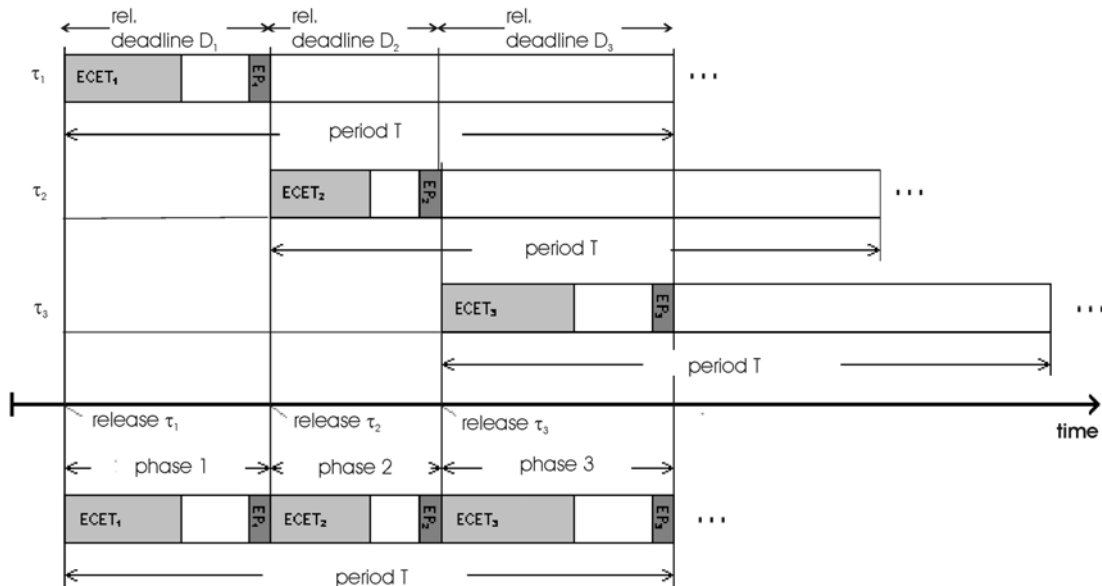 rel. rel. rel.
deadline D₁ deadline D₂ deadline D₃
τ₁ ECET₁ EP₁ ...
period T
τ₂ ECET₂ EP₂ ...
period T
τ₃ ECET₃ EP₃ ...
period T
release τ₁ release τ₂ release τ₃
time
phase 1 phase 2 phase 3
ECET₁ EP₁ ECET₂ EP₂ ECET₃ EP₃ ...
period T